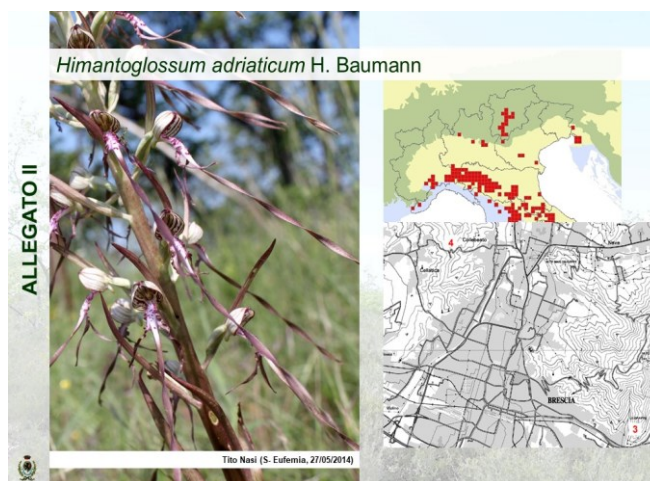 Himantoglossum adriaticum H. Baumann
ALLEGATO II
4
BRESCIA
3
Tito Nasi (S- Eufemia, 27/05/2014)